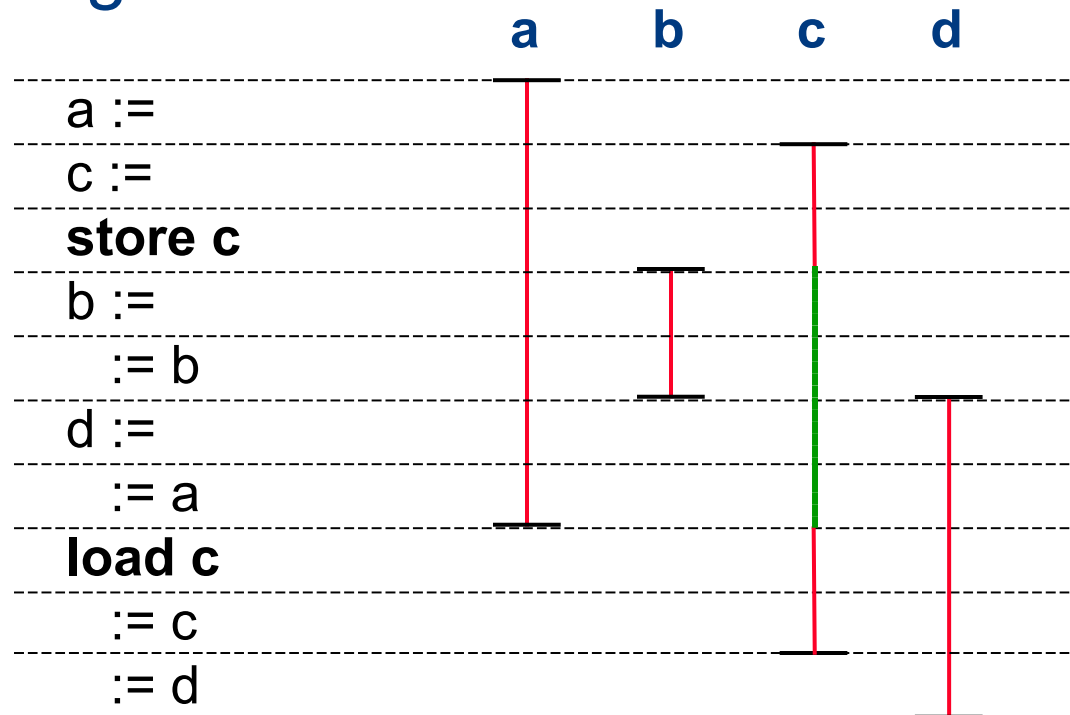 a b c d
a :=
c :=
store c
b :=
:= b
d :=
:= a
load c
:= c
:= d